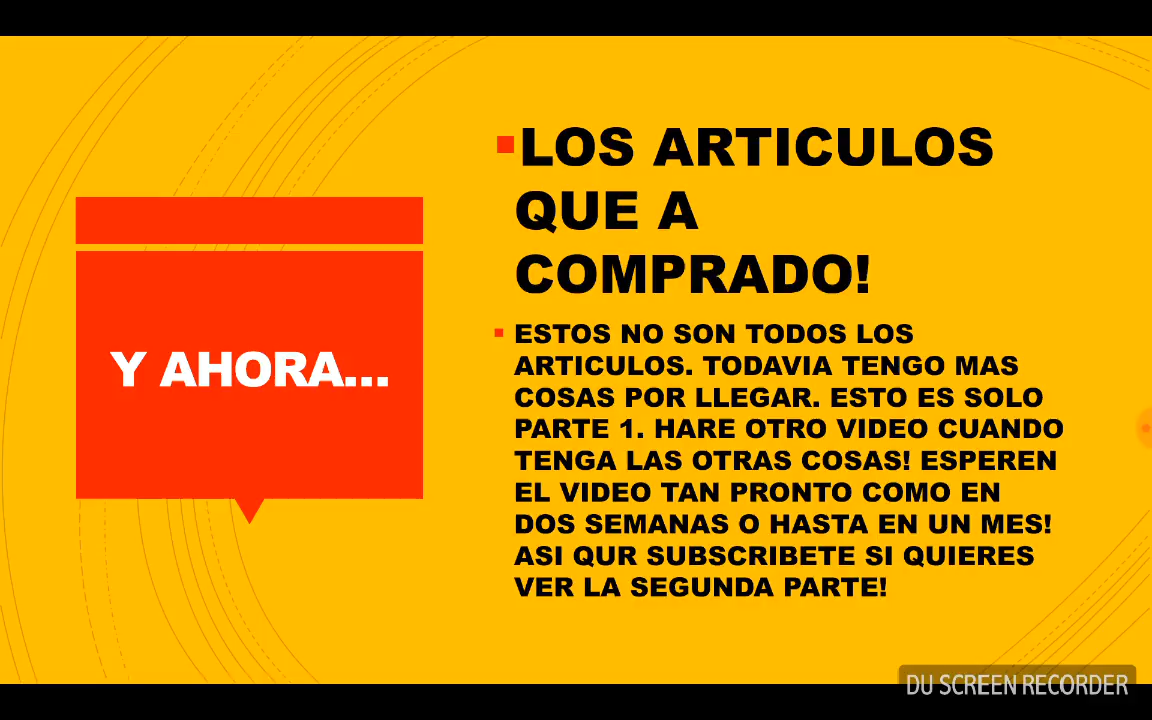 Y AHORA...
LOS ARTICULOS
QUE A
COMPRADO!
ESTOS NO SON TODOS LOS
ARTICULOS. TODAVIA TENGO MAS
COSAS POR LLEGAR. ESTO ES SOLO
PARTE 1. HARE OTRO VIDEO CUANDO
TENGA LAS OTRAS COSAS! ESPEREN
EL VIDEO TAN PRONTO COMO EN
DOS SEMANAS O HASTA EN UN MES!
ASI QUR SUBSCRIBETE SI QUIERES
VER LA SEGUNDA PARTE!
DU SCREEN RECORDER